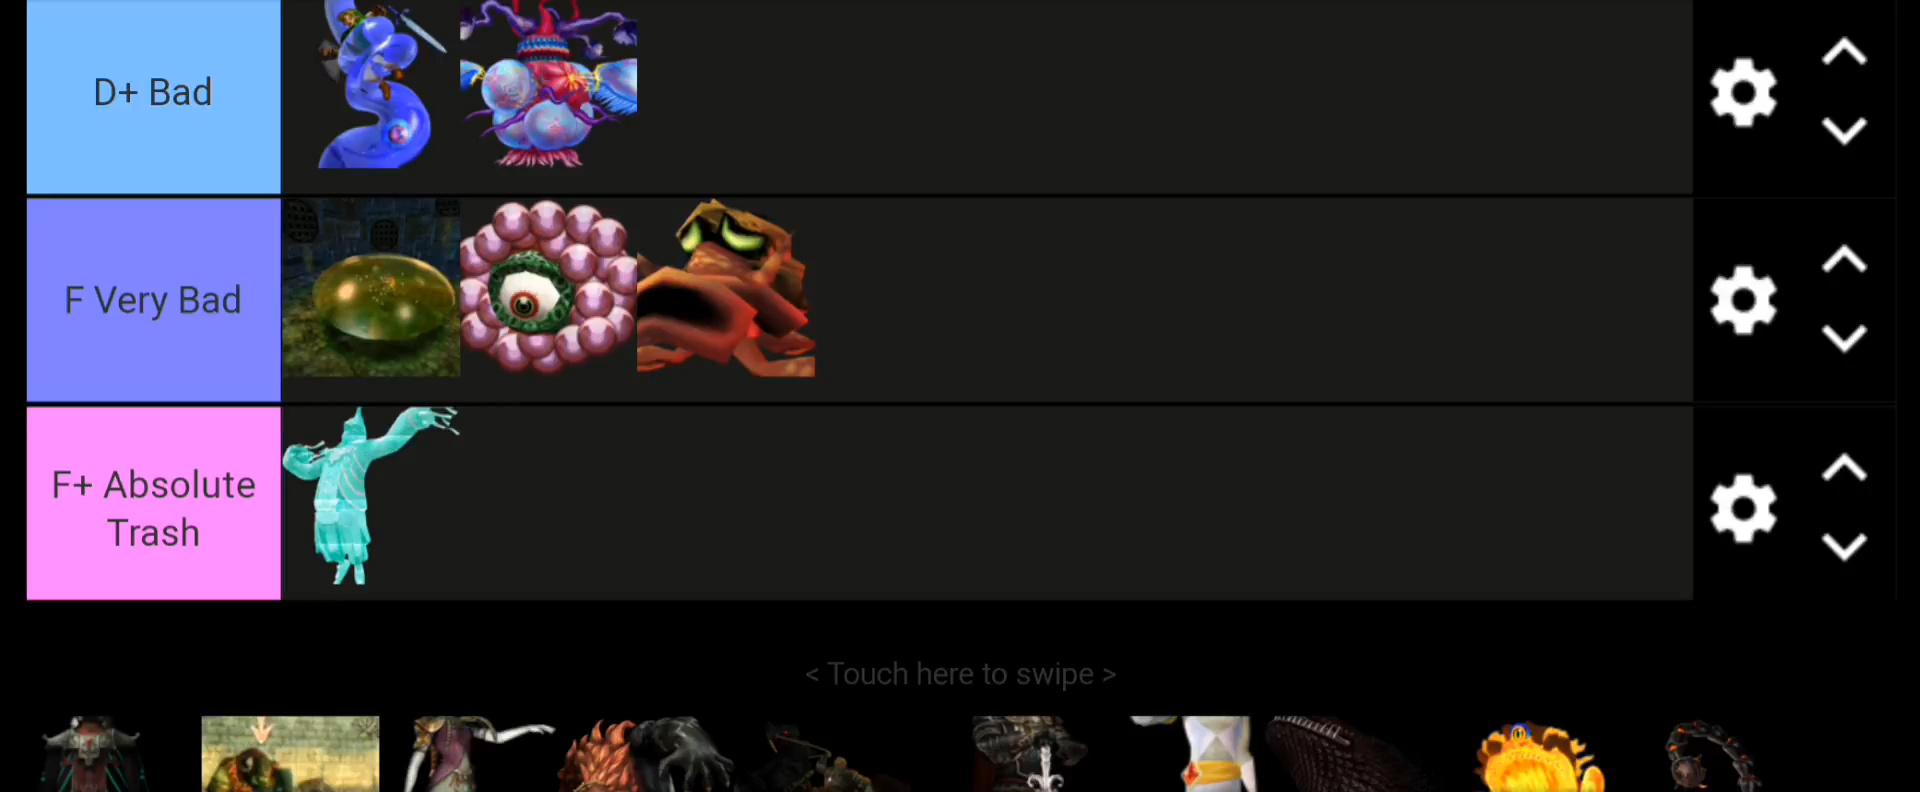 D+ Bad
F Very Bad
F+ Absolute
Trash
< Touch here to swipe >